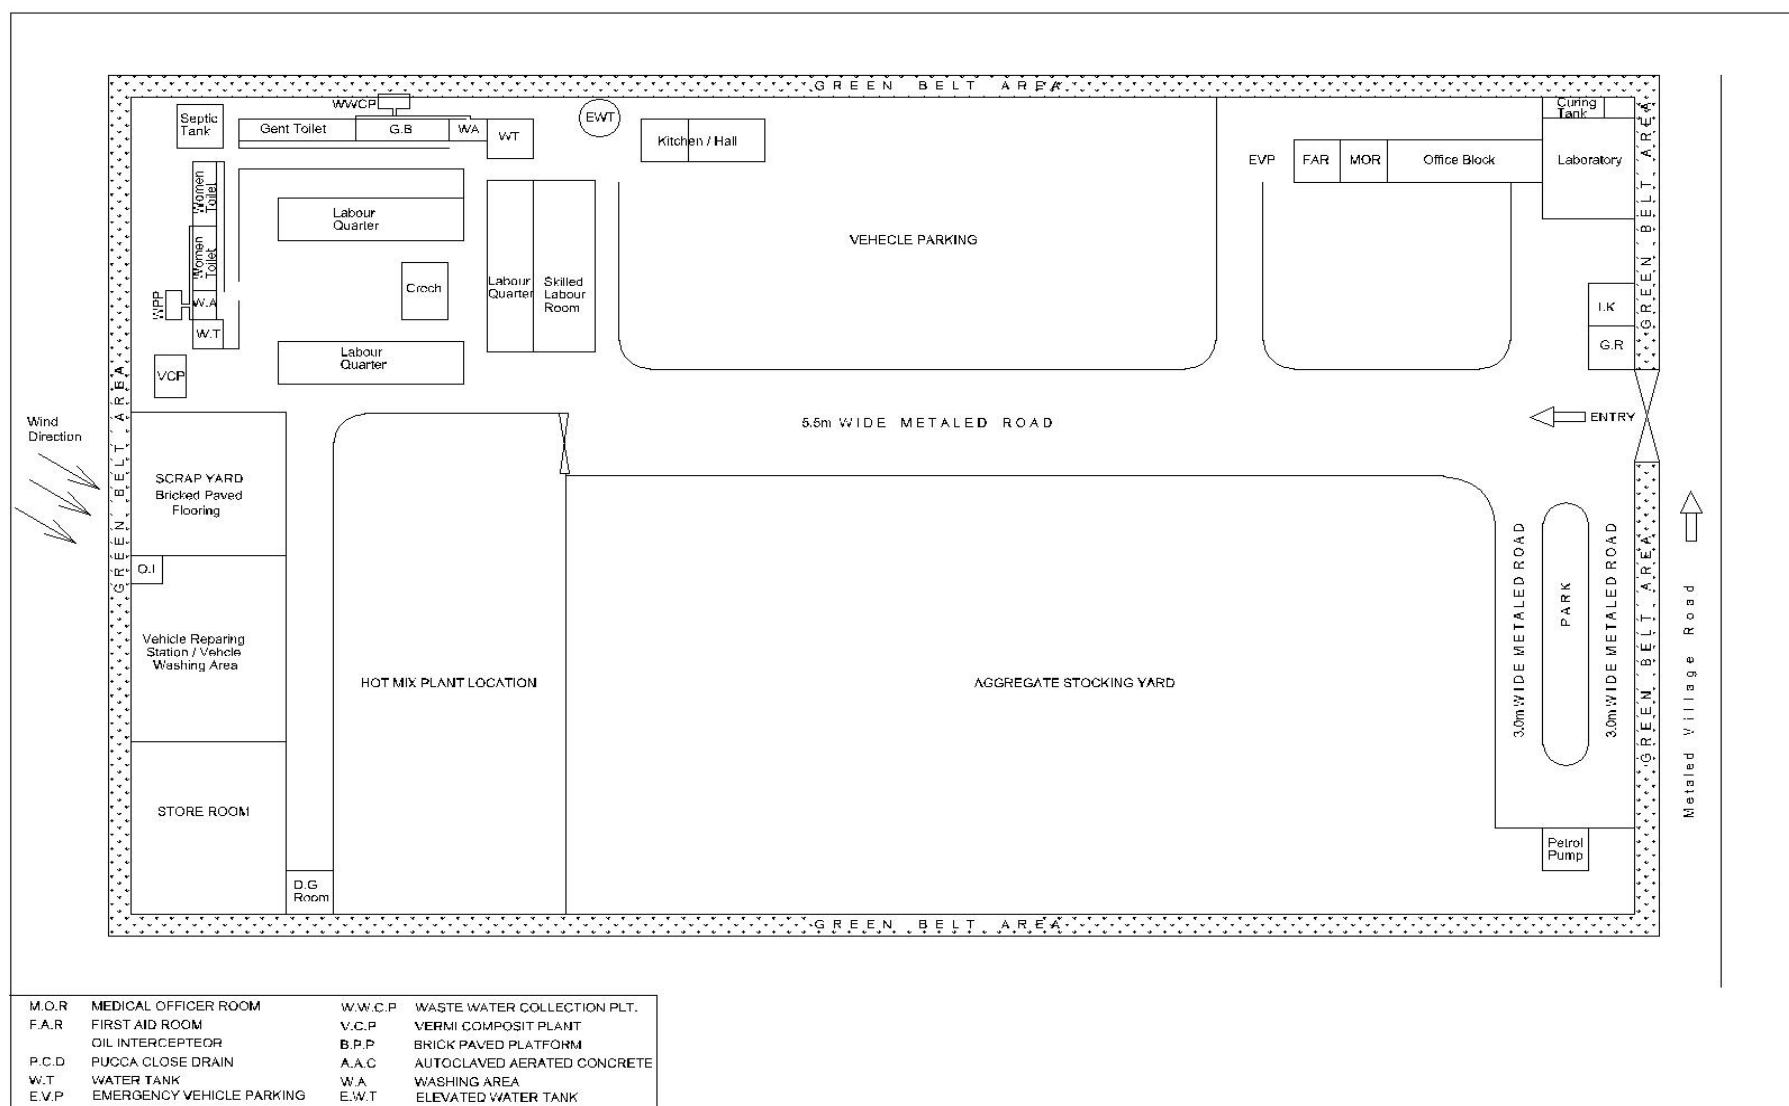 GREEN BELT AREA
Curing
Tank
WWCP
Septic
Tank
Gent Toilet
G.B
WA
WT
EWT
Kitchen / Hall
EVP
FAR
MOR
Office Block
Laboratory
GREEN BELT AREA
Women
Toilet
Women
Toilet
Labour
Quarter
VEHECLE PARKING
Crech
Labour
Quarter
Skilled
Labour
Room
WPP
W.A
W.T
I.K
G.R
Labour
Quarter
VCP
GREEN BELT AREA
Wind
Direction
5.5m WIDE METALED ROAD
ENTRY
SCRAP YARD
Bricked Paved
Flooring
O.I
Vehicle Reparing
Station / Vehcle
Washing Area
HOT MIX PLANT LOCATION
AGGREGATE STOCKING YARD
3.0m WIDE METALED ROAD
PARK
3.0m WIDE METALED ROAD
GREEN BELT AREA
Metaled Village Road
STORE ROOM
D.G
Room
Petrol
Pump
GREEN BELT AREA
M.O.R MEDICAL OFFICER ROOM W.W.C.P WASTE WATER COLLECTION PLT.
F.A.R FIRST AID ROOM V.C.P VERMI COMPOSIT PLANT
OIL INTERCEPTEOR B.P.P BRICK PAVED PLATFORM
P.C.D PUCCA CLOSE DRAIN A.A.C AUTOCLAVED AERATED CONCRETE
W.T WATER TANK W.A WASHING AREA
E.V.P EMERGENCY VEHICLE PARKING E.W.T ELEVATED WATER TANK